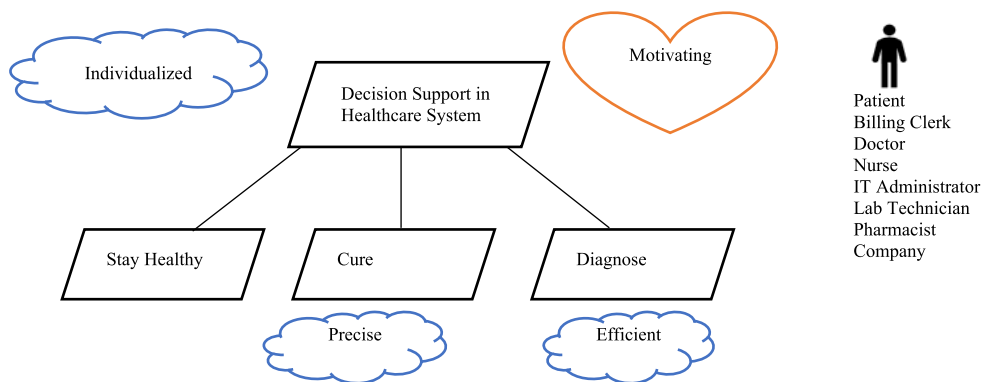 Individualized
Motivating
Decision Support in
Healthcare System
Patient
Billing Clerk
Doctor
Nurse
IT Administrator
Lab Technician
Pharmacist
Company
Stay Healthy
Cure
Diagnose
Precise
Efficient